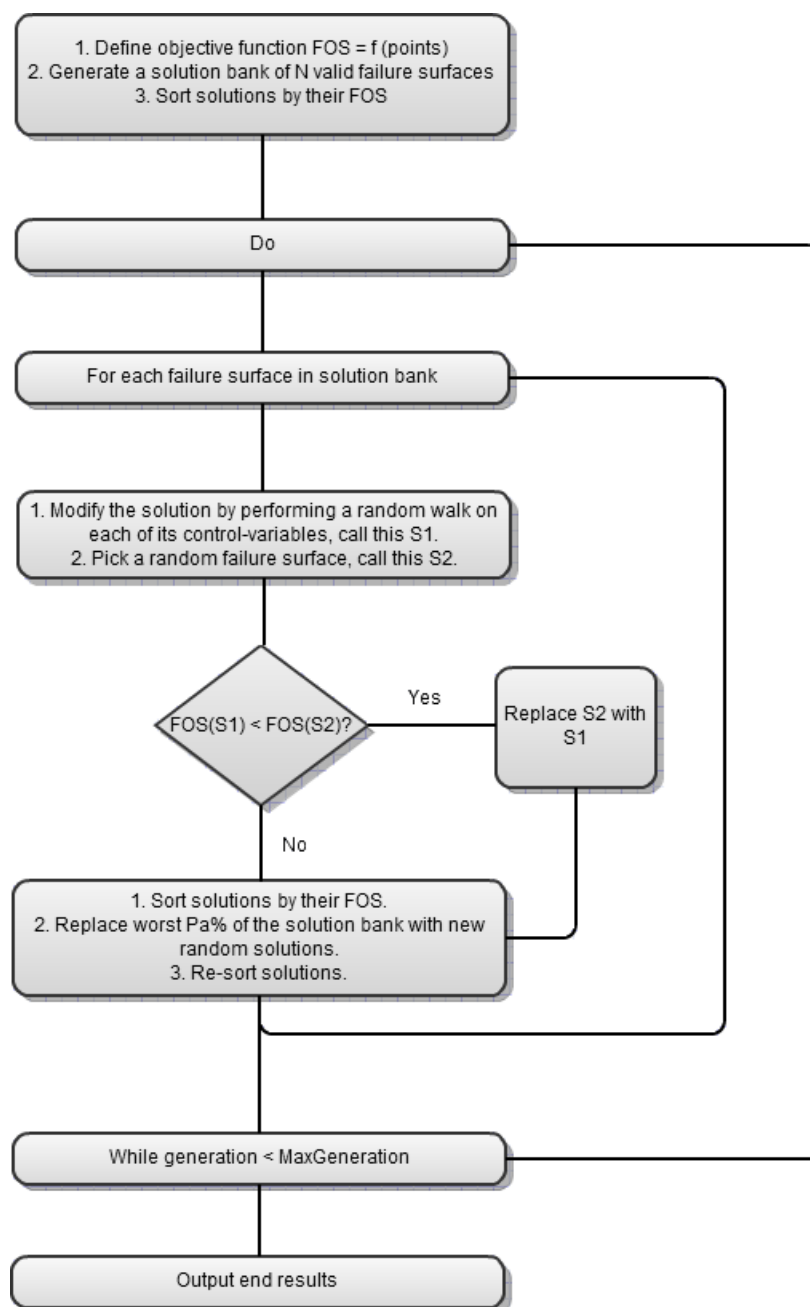 1. Define objective function FOS = f (points)
2. Generate a solution bank of N valid failure surfaces
3. Sort solutions by their FOS
Do
For each failure surface in solution bank
1. Modify the solution by performing a random walk on
each of its control-variables, call this S1.
2. Pick a random failure surface, call this S2.
FOS(S1) < FOS(S2)?
Yes
Replace S2 with
S1
No
1. Sort solutions by their FOS.
2. Replace worst Pa% of the solution bank with new
random solutions.
3. Re-sort solutions.
While generation < MaxGeneration
Output end results